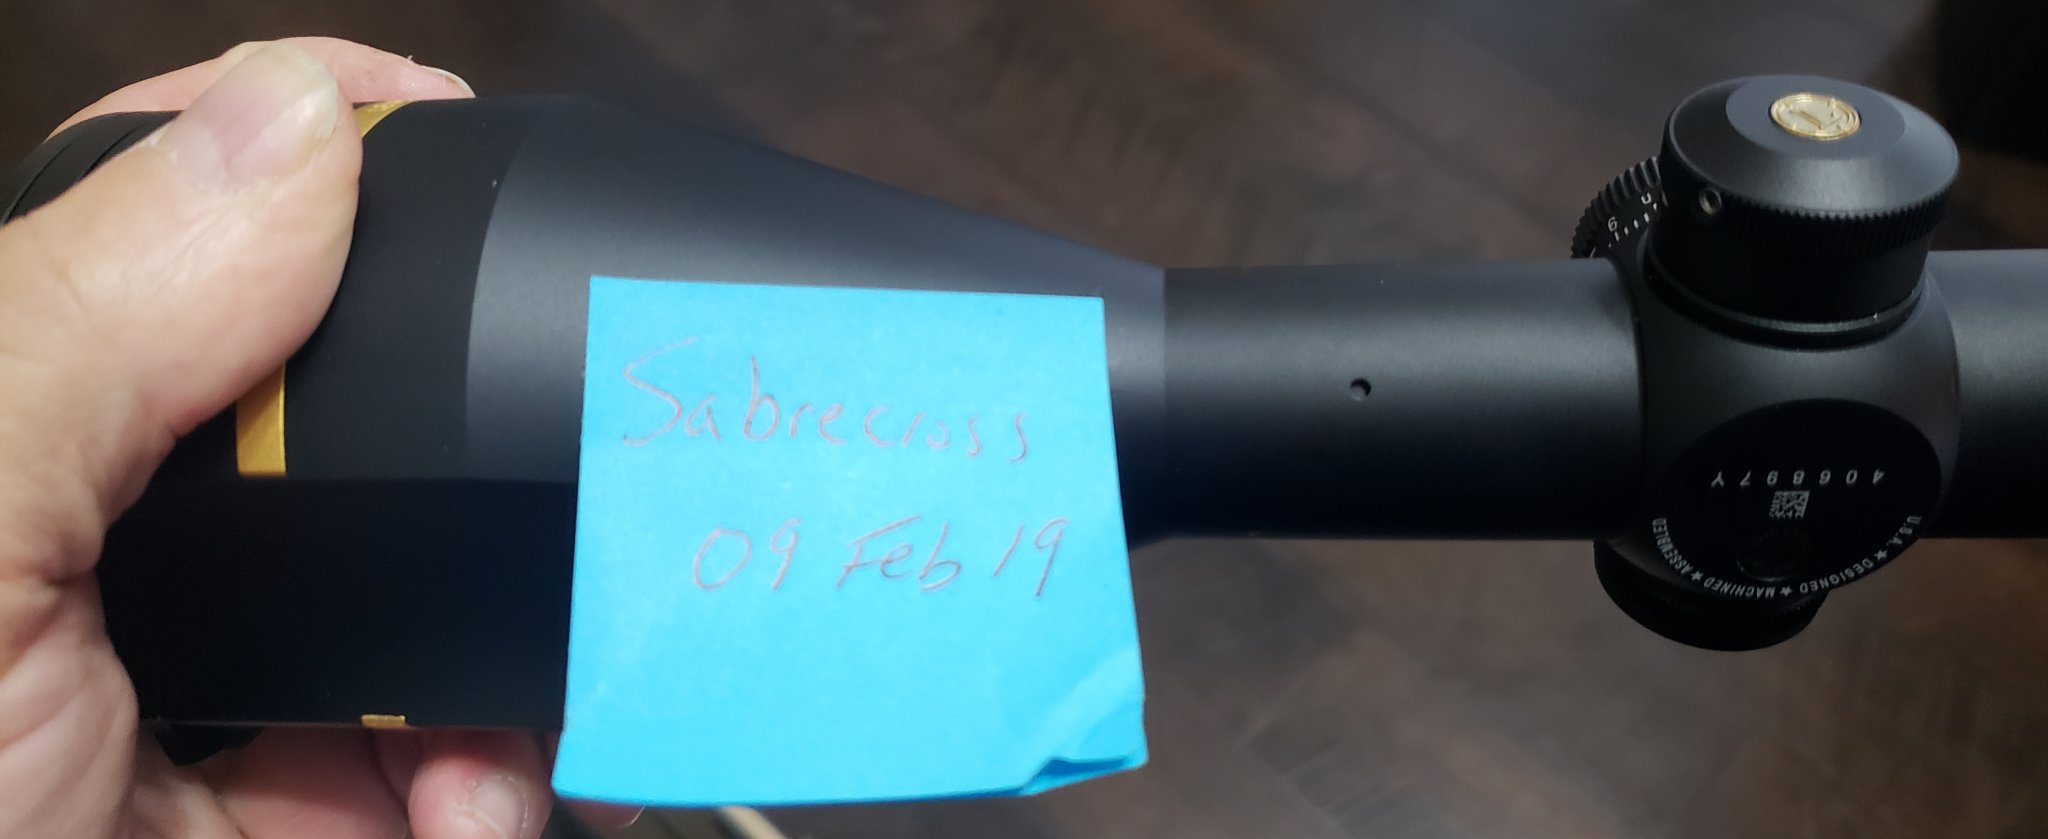 Sabrecross
09 Feb 19
406897Y
U.S.A. ★ DESIGNED ★ MACHINED ★ ASSEMBLED